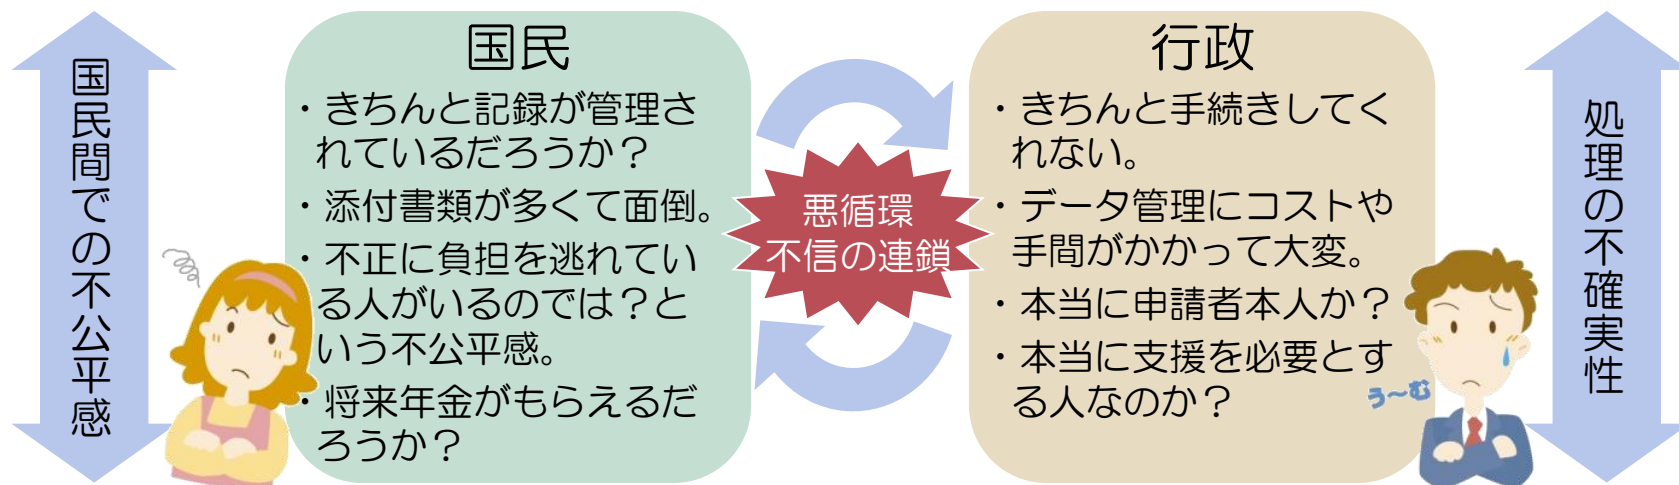 国民間での不公平感
国民
・きちんと記録が管理さ
れているだろうか？
・添付書類が多くて面倒。
・不正に負担を逃れてい
る人がいるのでは？と
いう不公平感。
・将来年金がもらえるだ
ろうか？
悪循環
不信の連鎖
行政
・きちんと手続きしてく
れない。
・データ管理にコストや
手間がかかって大変。
・本当に申請者本人か？
・本当に支援を必要とす
る人なのか？
う～む
処理の不確実性